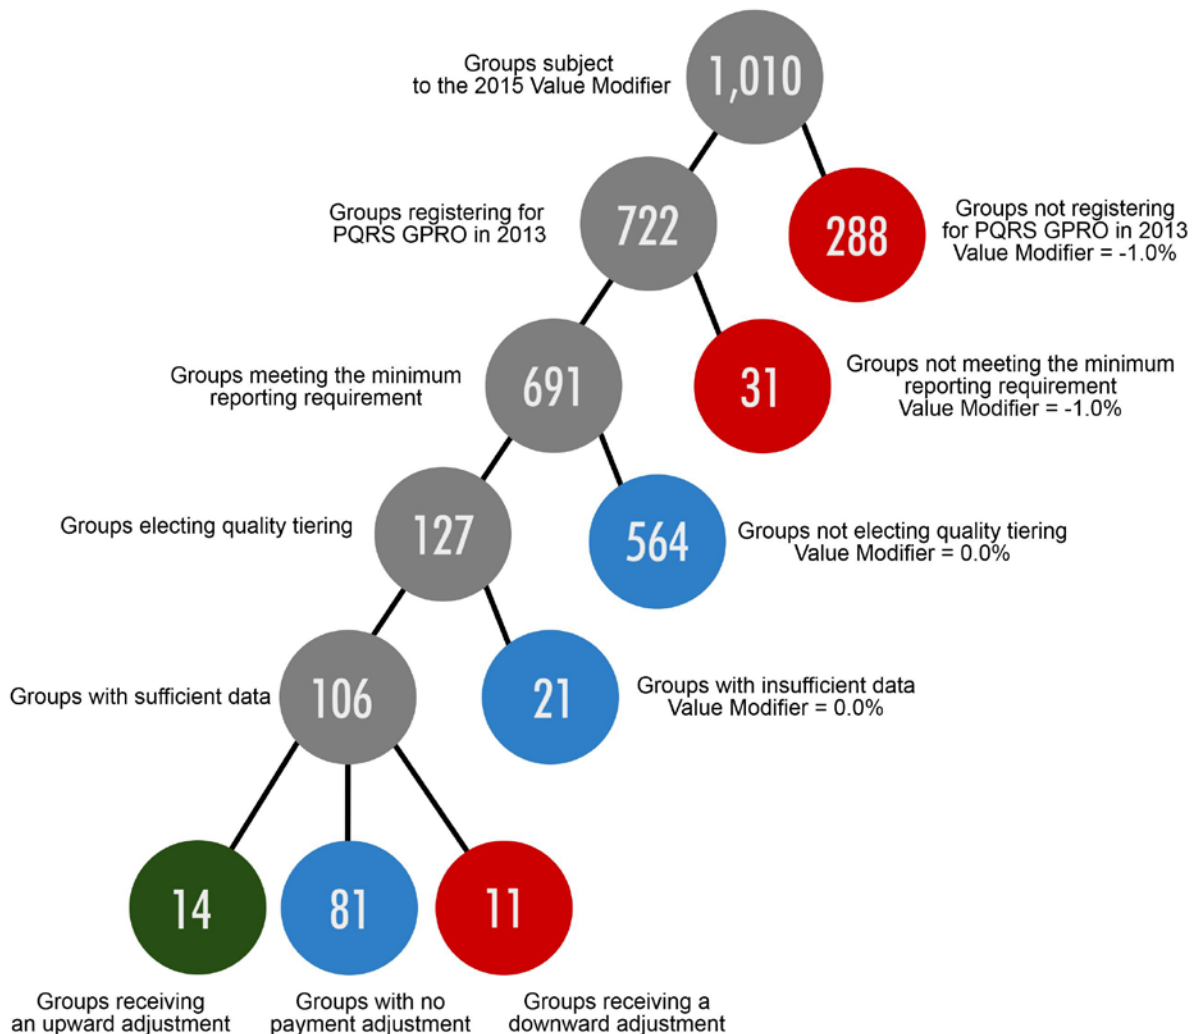 Groups subject
to the 2015 Value Modifier
1,010
Groups registering for
PQRS GPRO in 2013
722
288
Groups not registering
for PQRS GPRO in 2013
Value Modifier = -1.0%
Groups meeting the minimum
reporting requirement
691
31
Groups not meeting the minimum
reporting requirement
Value Modifier = -1.0%
Groups electing quality tiering
127
564
Groups not electing quality tiering
Value Modifier = 0.0%
Groups with sufficient data
106
21
Groups with insufficient data
Value Modifier = 0.0%
14
81
11
Groups receiving
an upward adjustment
Groups with no
payment adjustment
Groups receiving a
downward adjustment